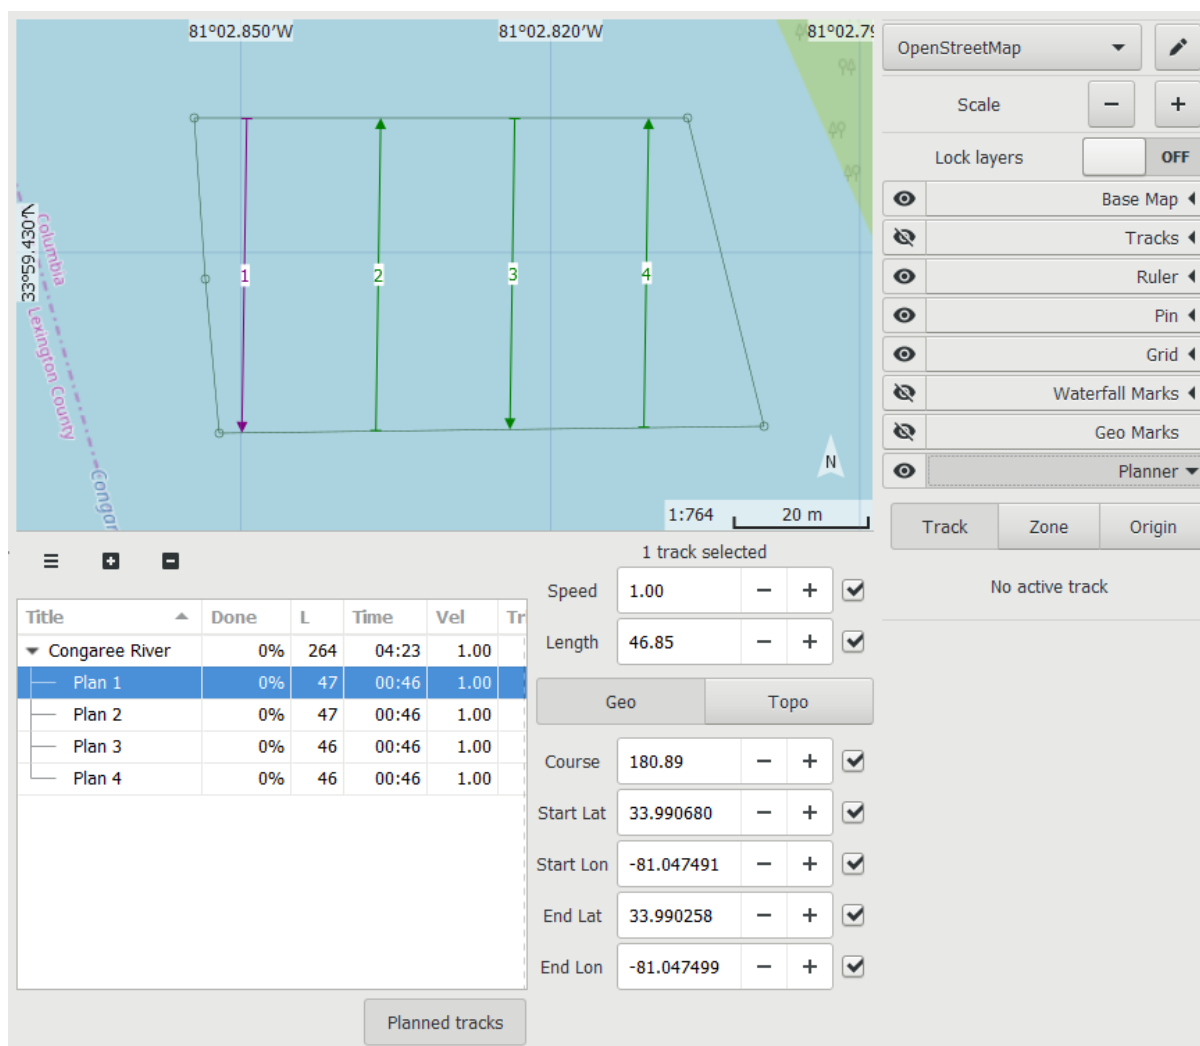 81°02.850'W 81°02.820'W 81°02.79
33°59.430'N
Columbia
Lexington County
Congar
1 2 3 4
N
1:764 20 m
OpenStreetMap
Scale
Lock layers OFF
Base Map
Tracks
Ruler
Pin
Grid
Waterfall Marks
Geo Marks
Planner
Track Zone Origin
No active track
Title Done L Time Vel Tr
Congaree River 0% 264 04:23 1.00
Plan 1 0% 47 00:46 1.00
Plan 2 0% 47 00:46 1.00
Plan 3 0% 46 00:46 1.00
Plan 4 0% 46 00:46 1.00
Planned tracks
1 track selected
Speed 1.00
Length 46.85
Geo Topo
Course 180.89
Start Lat 33.990680
Start Lon -81.047491
End Lat 33.990258
End Lon -81.047499